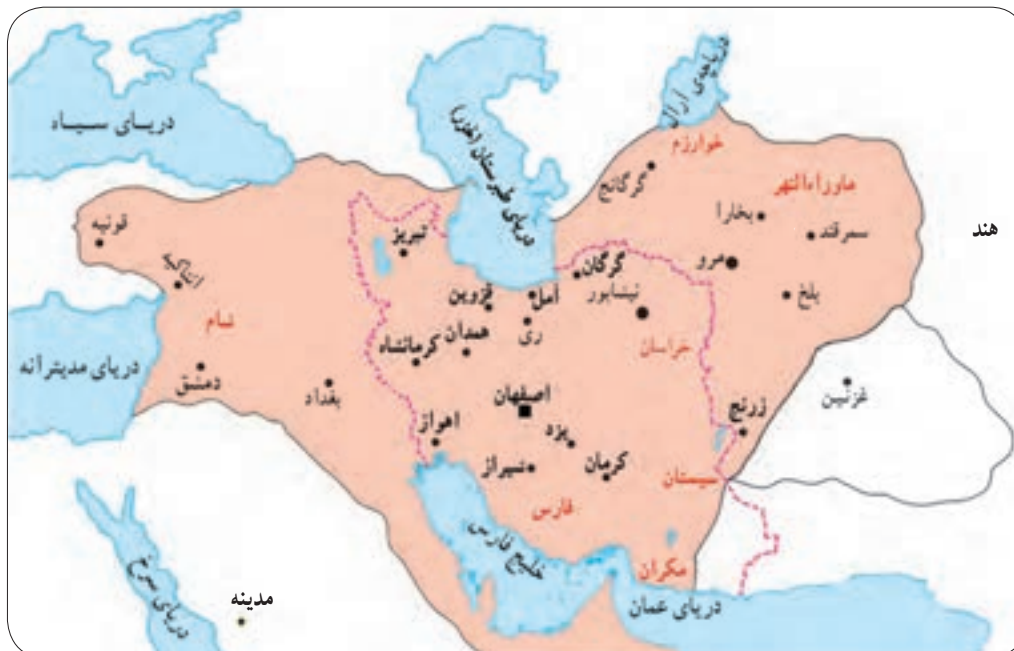 دریاچه‌ی آرال
دریای سیاه
دریای طبرستان (خزر)
خوارزم
گرگانج
ماوراءالنهر
بخارا
سمرقند
هند
قونیه
تبریز
گرگان
مرو
انتاکیه
قزوین
آمل
نیشابور
بلخ
شام
همدان
ری
خراسان
کرمانشاه
دریای مدیترانه
دمشق
بغداد
اصفهان
زرنج
غزنین
اهواز
یزد
شیراز
کرمان
سیستان
فارس
خلیج فارس
مکران
دریای عمان
دریای سرخ
مدینه